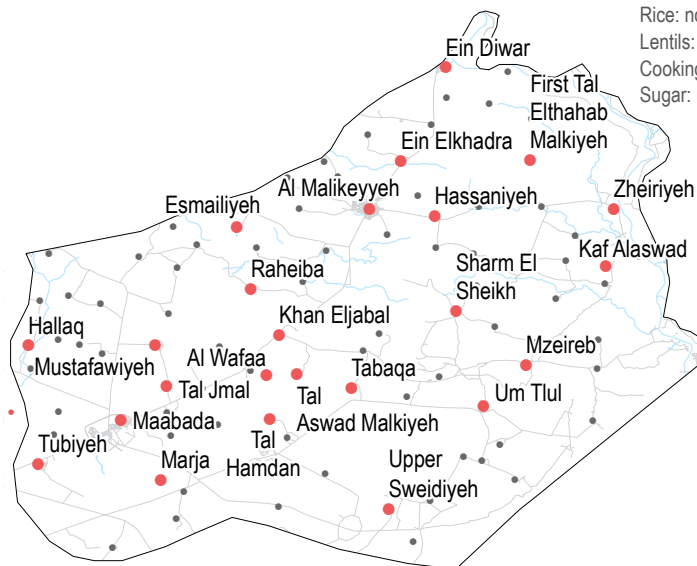 Rice: no
Ein Diwar
Lentils:
Cooking
First Tal
Elthahab
Malkiyeh
Sugar:
Ein Elkhadra
Al Malikeyyeh
Esmailiyeh
Hassaniyeh
Zheiriyeh
Kaf Alaswad
Raheiba
Sharm El
Sheikh
Khan Eljabal
Hallaq
Mustafawiyeh
Al Wafaa
Mzeireb
Tal Jmal
Tal
Aswad Malkiyeh
Tabaqa
Um Tlul
Maabada
Tal
Hamdan
Tubiyeh
Marja
Upper
Sweidiyeh